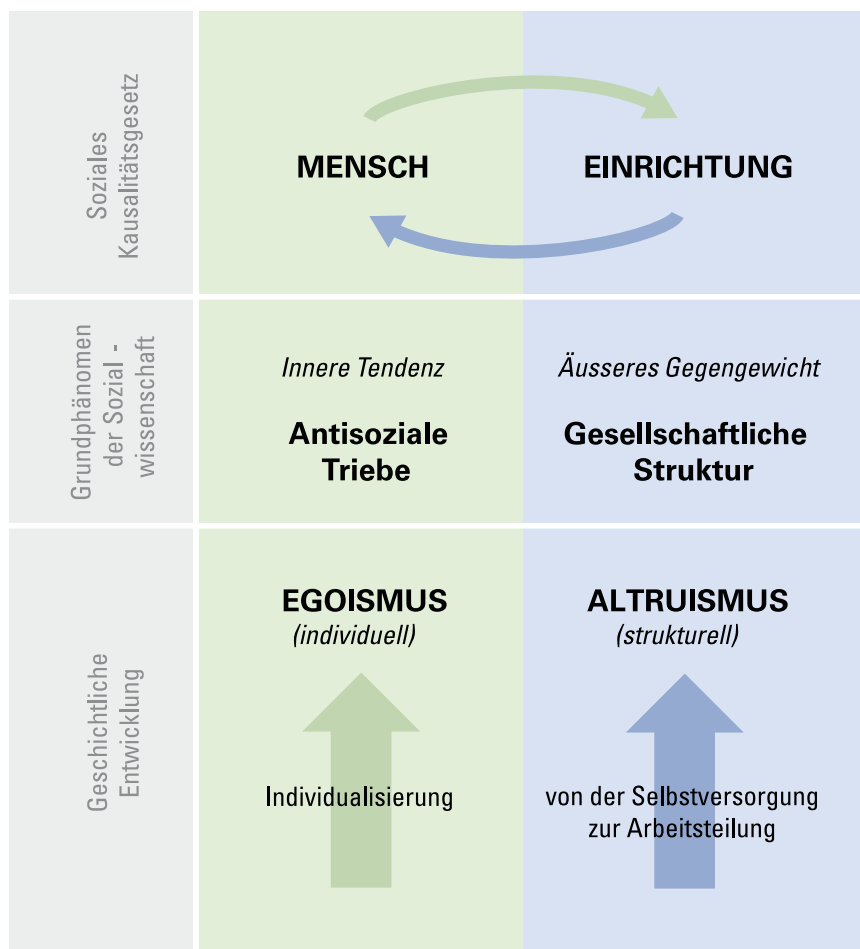 Soziales
Kausalitätsgesetz
MENSCH
EINRICHTUNG
Grundphänomen
der Sozial -
wissenschaft
Innere Tendenz
Antisoziale
Triebe
Äusseres Gegengewicht
Gesellschaftliche
Struktur
Geschichtliche
Entwicklung
EGOISMUS
(individuell)
Individualisierung
ALTRUISMUS
(strukturell)
von der Selbstversorgung
zur Arbeitsteilung